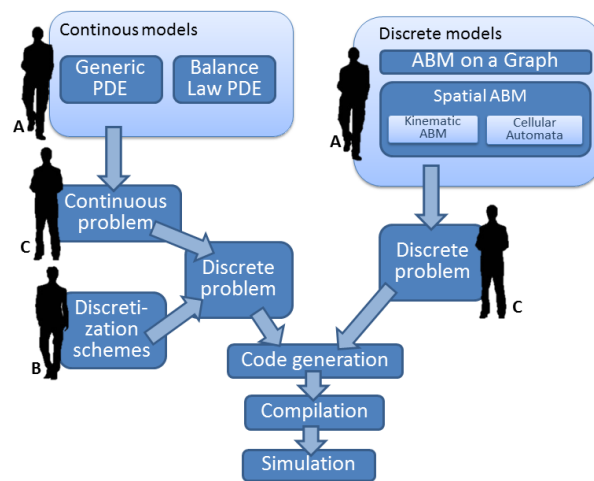 Continous models
Generic
PDE
Balance
Law PDE
A
Discrete models
ABM on a Graph
Spatial ABM
Kinematic
ABM
Cellular
Automata
A
Continuous
problem
C
Discrete
problem
Discreti-
zation
schemes
B
Discrete
problem
C
Code generation
Compilation
Simulation